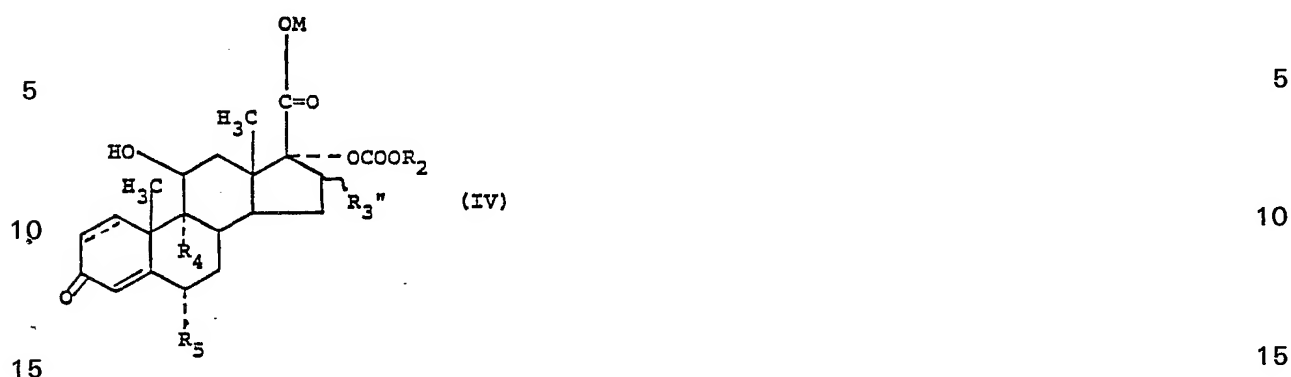 OM
5 5
C=O
H₃C
HO OCOOR₂
H₃C R₃" (IV)
10 10
R₄
O
R₅
15 15